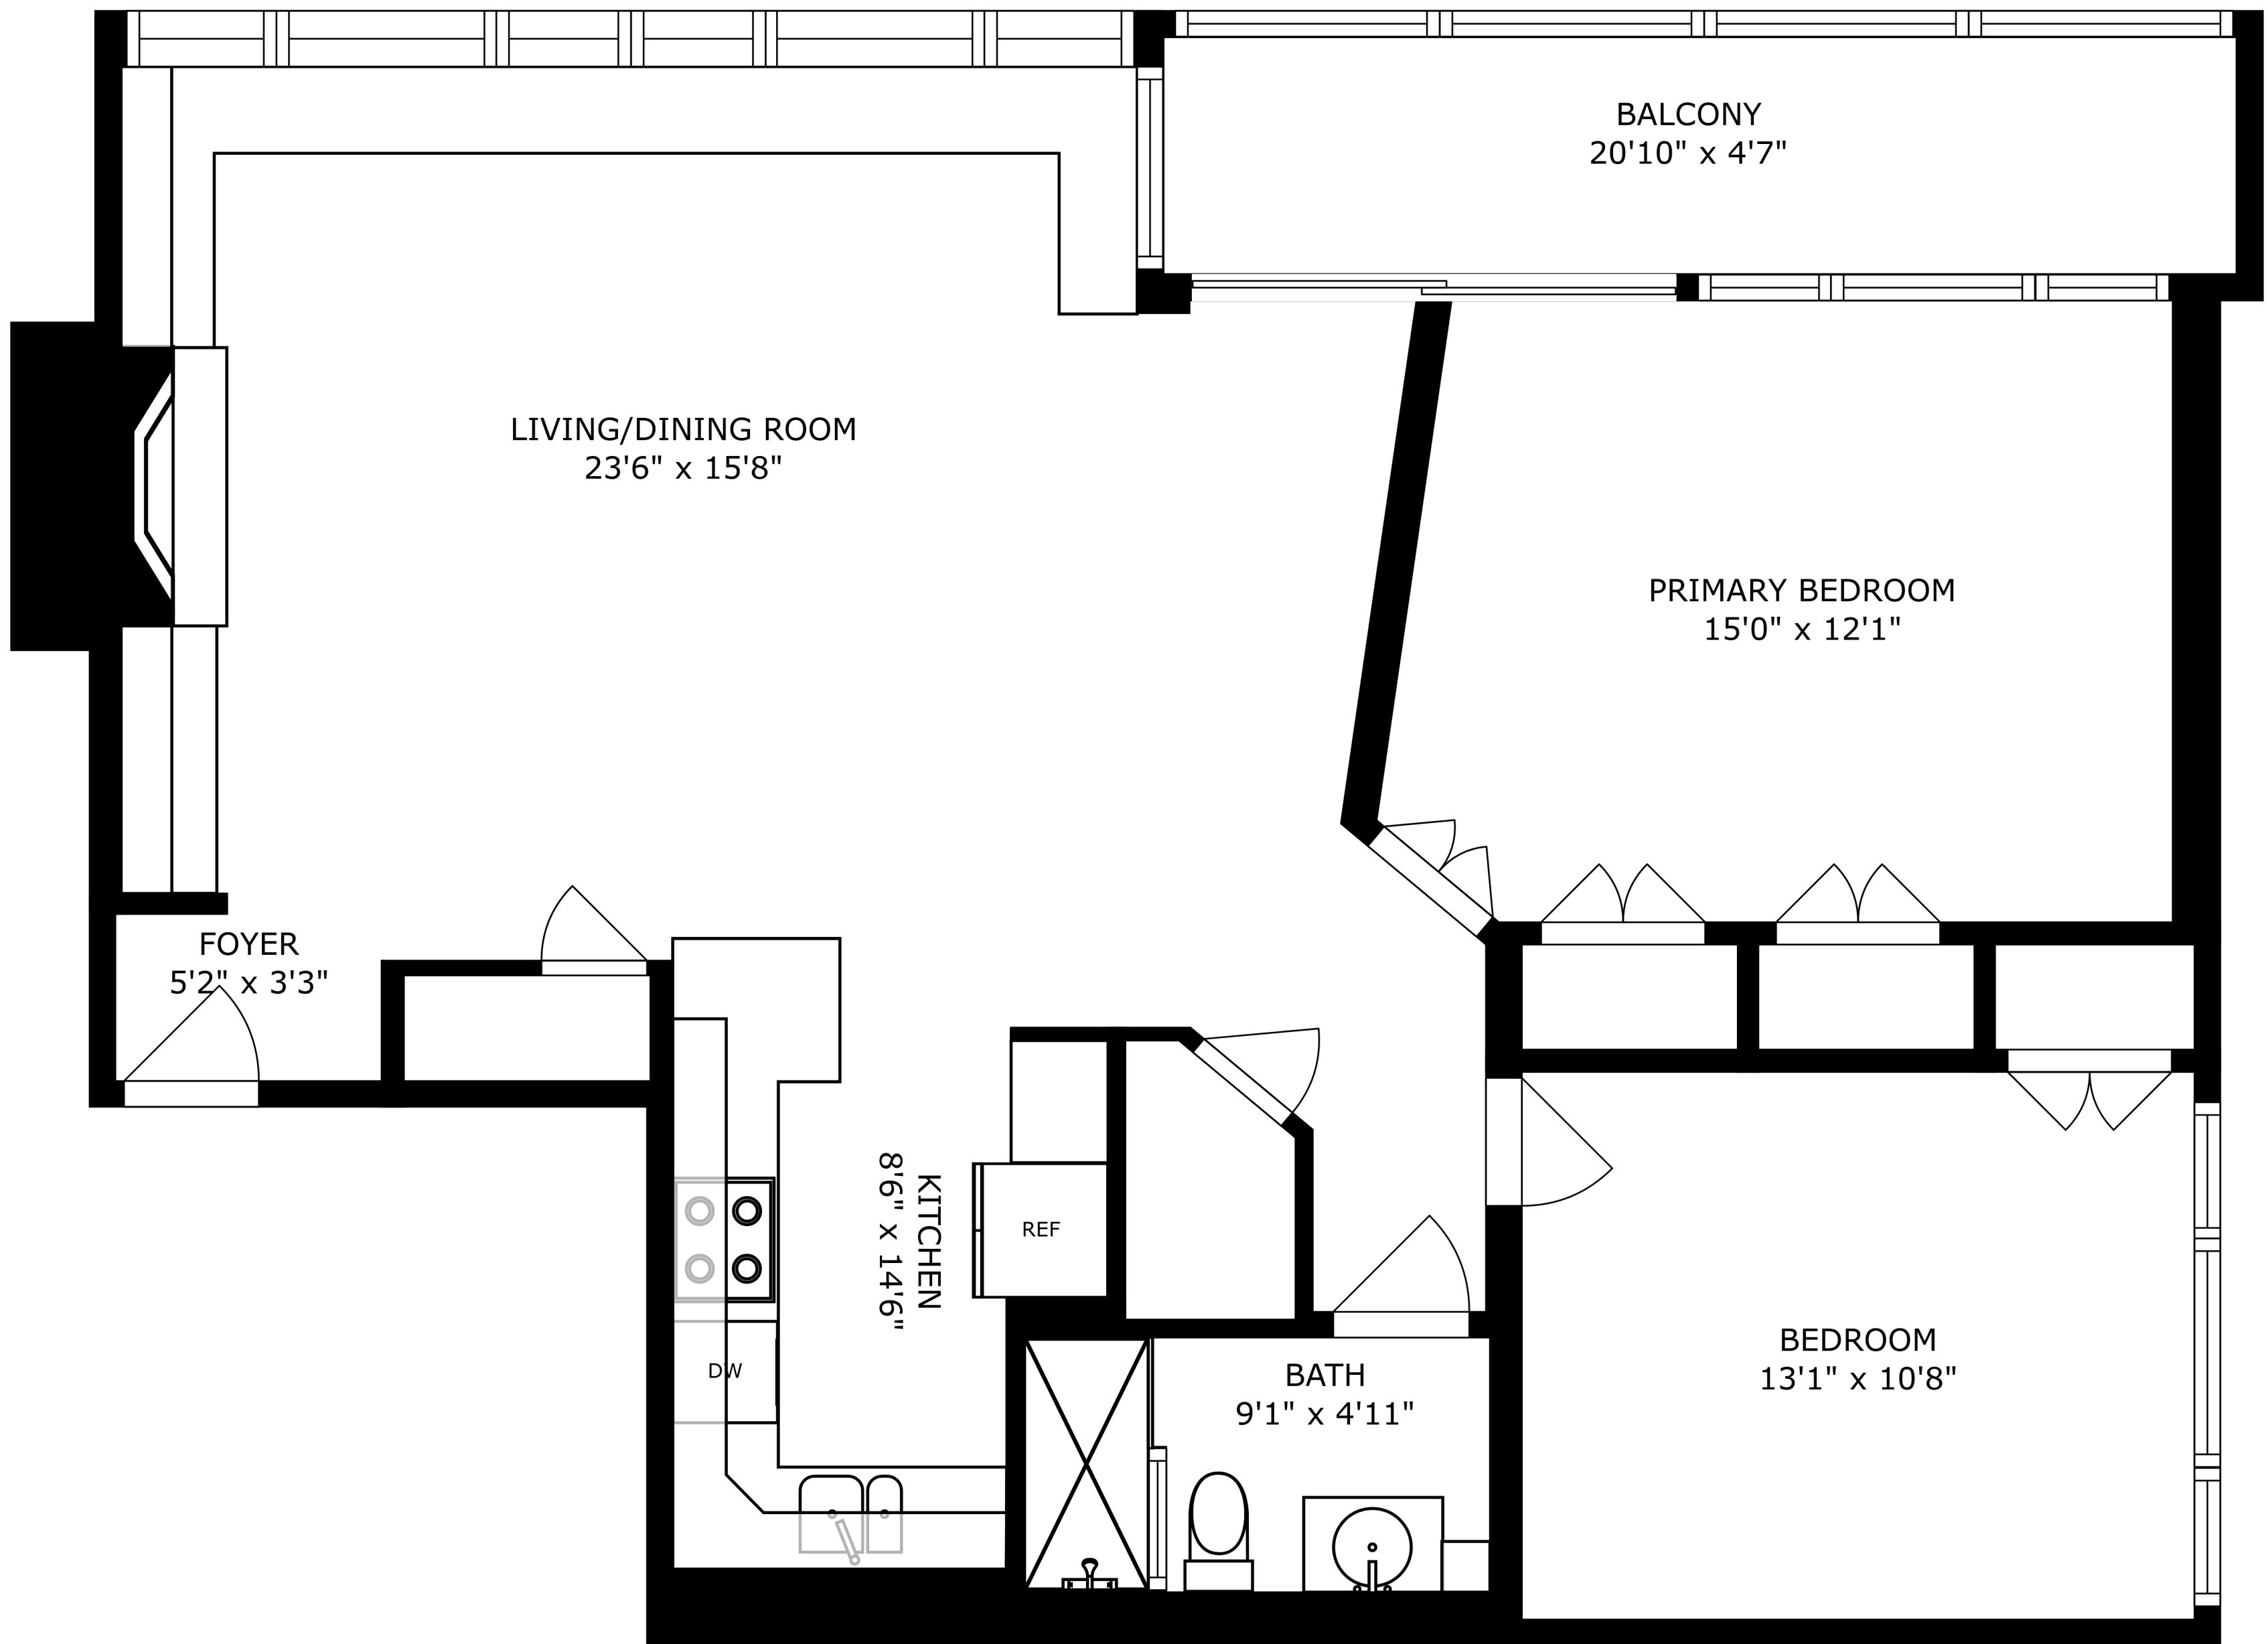 BALCONY
20'10" x 4'7"
LIVING/DINING ROOM
23'6" x 15'8"
PRIMARY BEDROOM
15'0" x 12'1"
FOYER
5'2" x 3'3"
KITCHEN
8'6" x 14'6"
REF
DW
BATH
9'1" x 4'11"
BEDROOM
13'1" x 10'8"